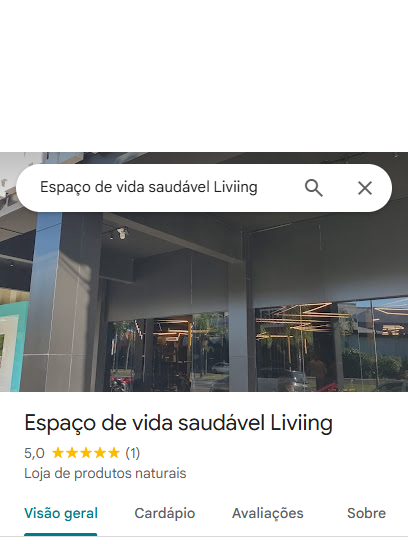 Espaço de vida saudável Liviing
Espaço de vida saudável Liviing
5,0 ★★★★★ (1)
Loja de produtos naturais
Visão geral Cardápio Avaliações Sobre